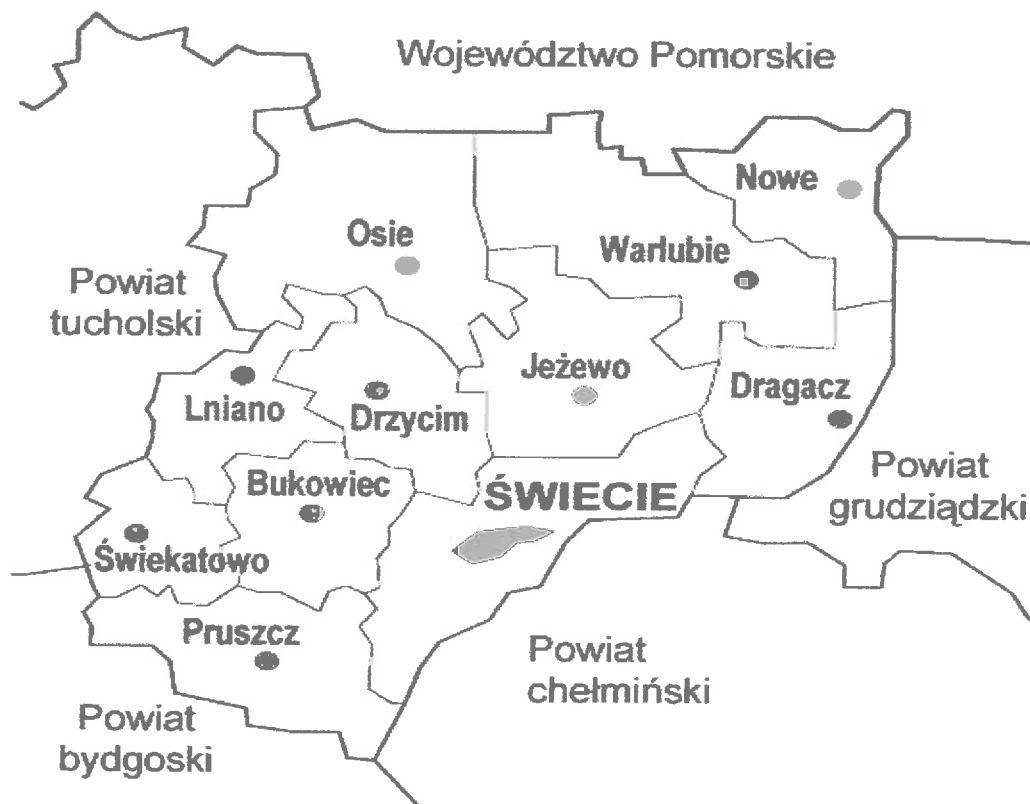 Województwo Pomorskie
Nowe
Osie
Warlubie
Powiat
tucholski
Jeżewo
Dragacz
Lniano
Drzycim
Bukowiec
ŚWIECIE
Powiat
grudziądzki
Świekatowo
Pruszcz
Powiat
chełmiński
Powiat
bydgoski